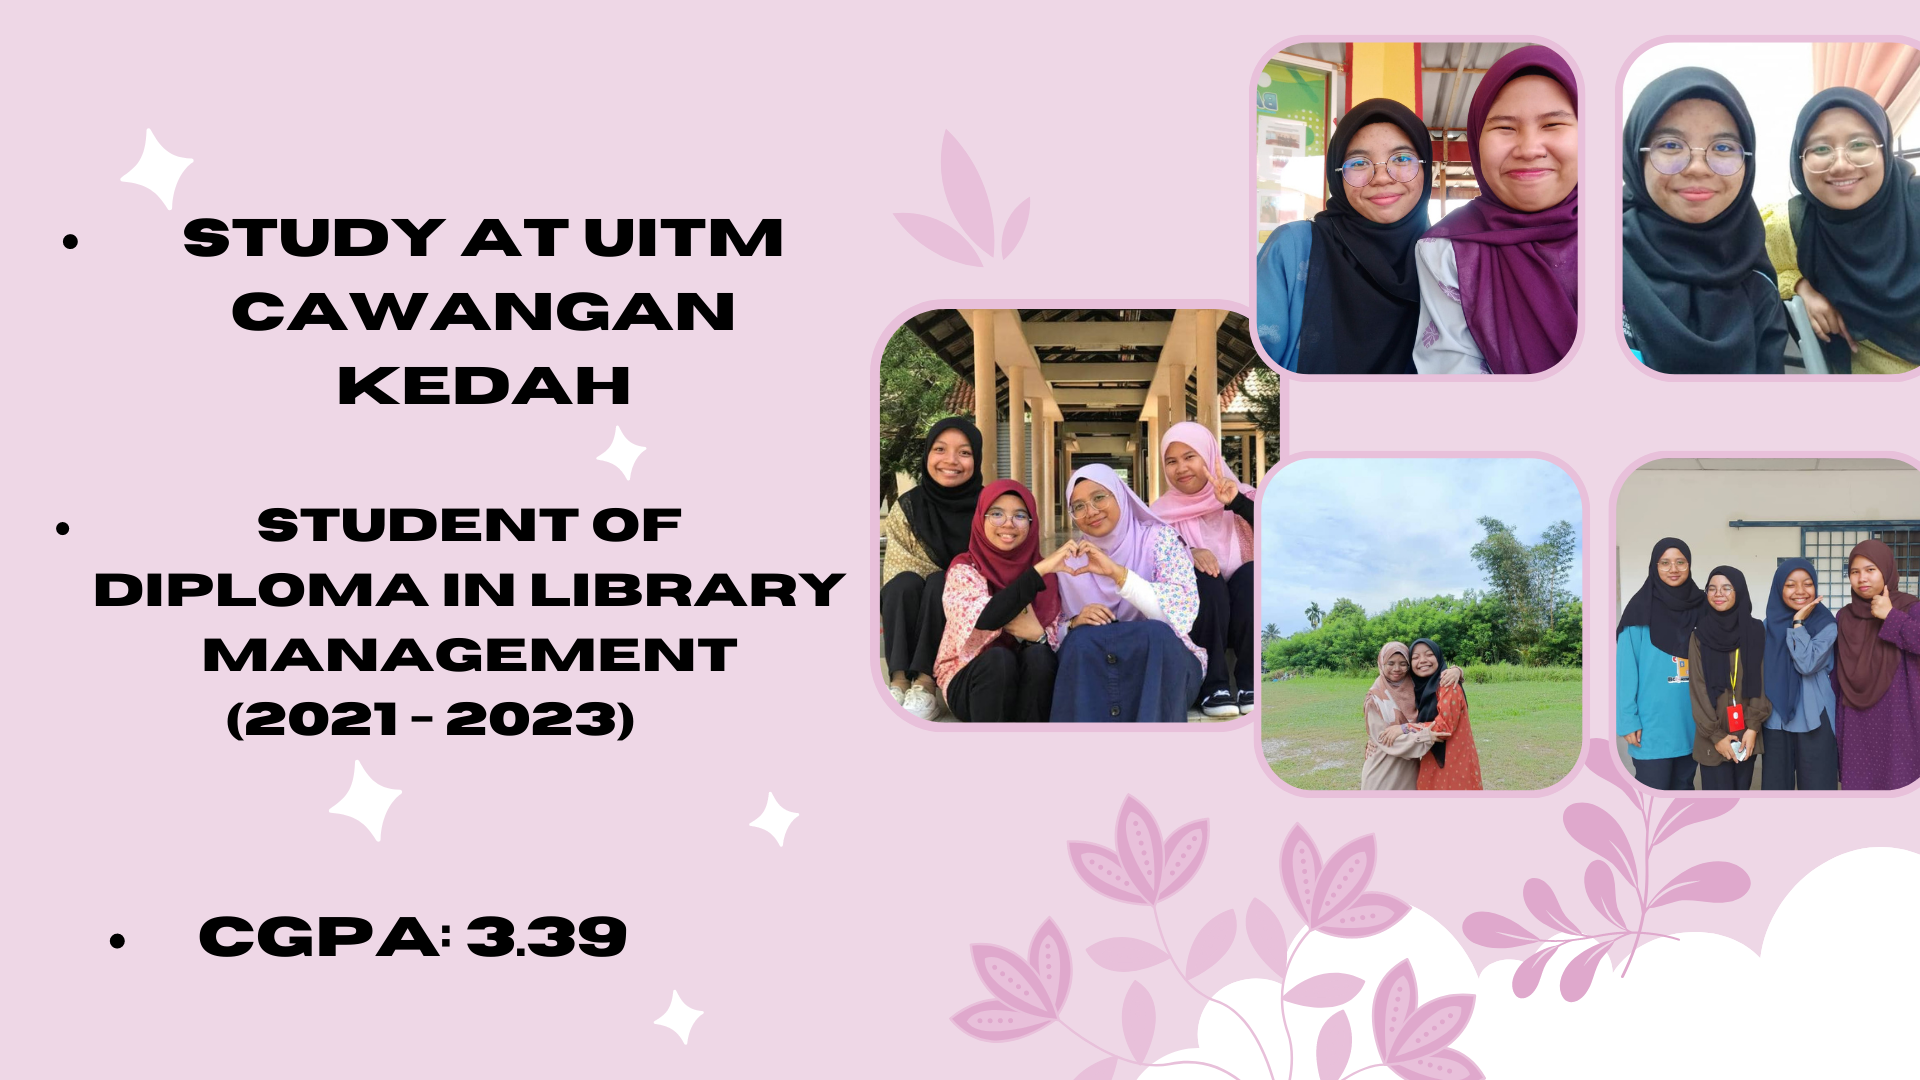 STUDY AT UITM
CAWANGAN
KEDAH
STUDENT OF
DIPLOMA IN LIBRARY
MANAGEMENT
(2021 - 2023)
CGPA: 3.39